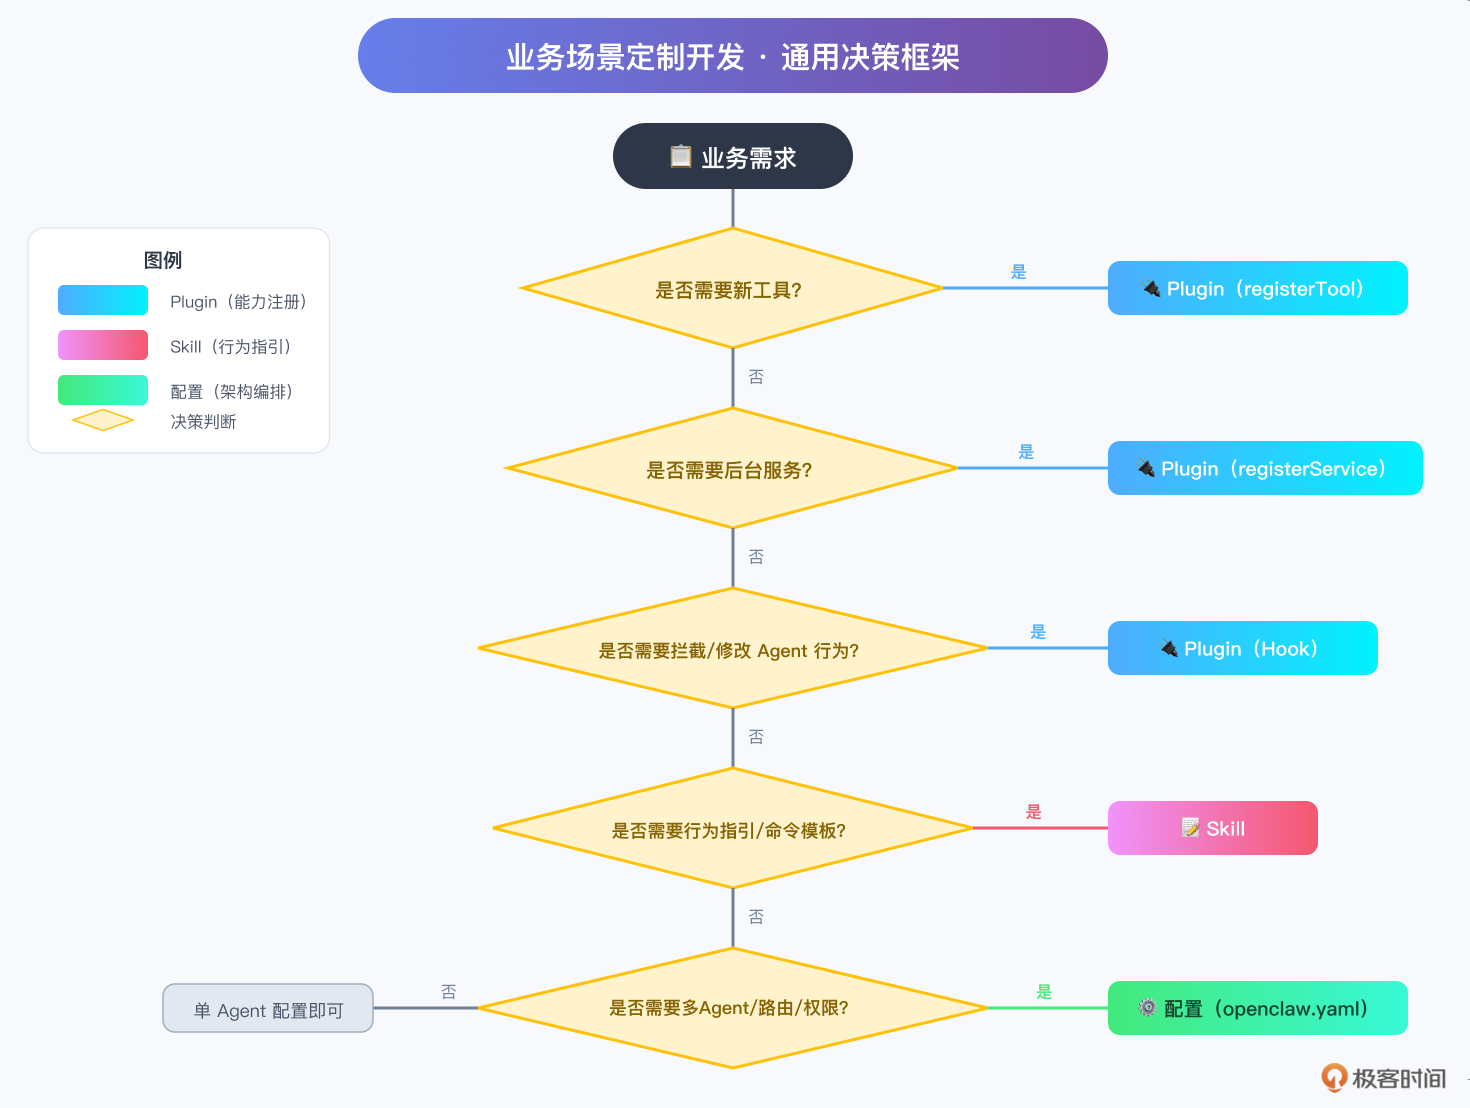 业务场景定制开发 · 通用决策框架
业务需求
图例
Plugin（能力注册）
Skill（行为指引）
配置（架构编排）
决策判断
是否需要新工具?
是
Plugin（registerTool）
否
是否需要后台服务?
是
Plugin（registerService）
否
是否需要拦截/修改 Agent 行为?
是
Plugin（Hook）
否
是否需要行为指引/命令模板?
是
Skill
否
是否需要多Agent/路由/权限?
是
配置（openclaw.yaml）
否
单 Agent 配置即可
极客时间